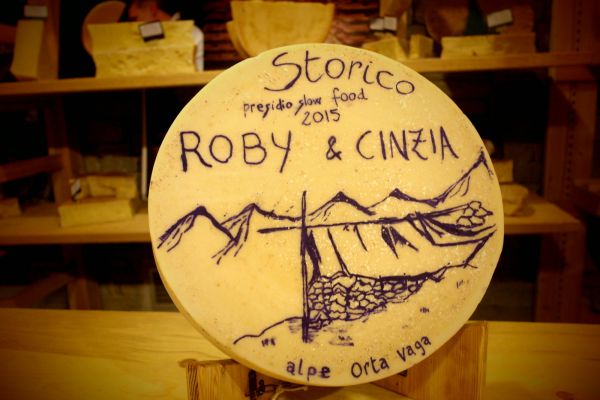 Storico
presidio slow food
2015
ROBY & CINZIA
alpe Orta vaga